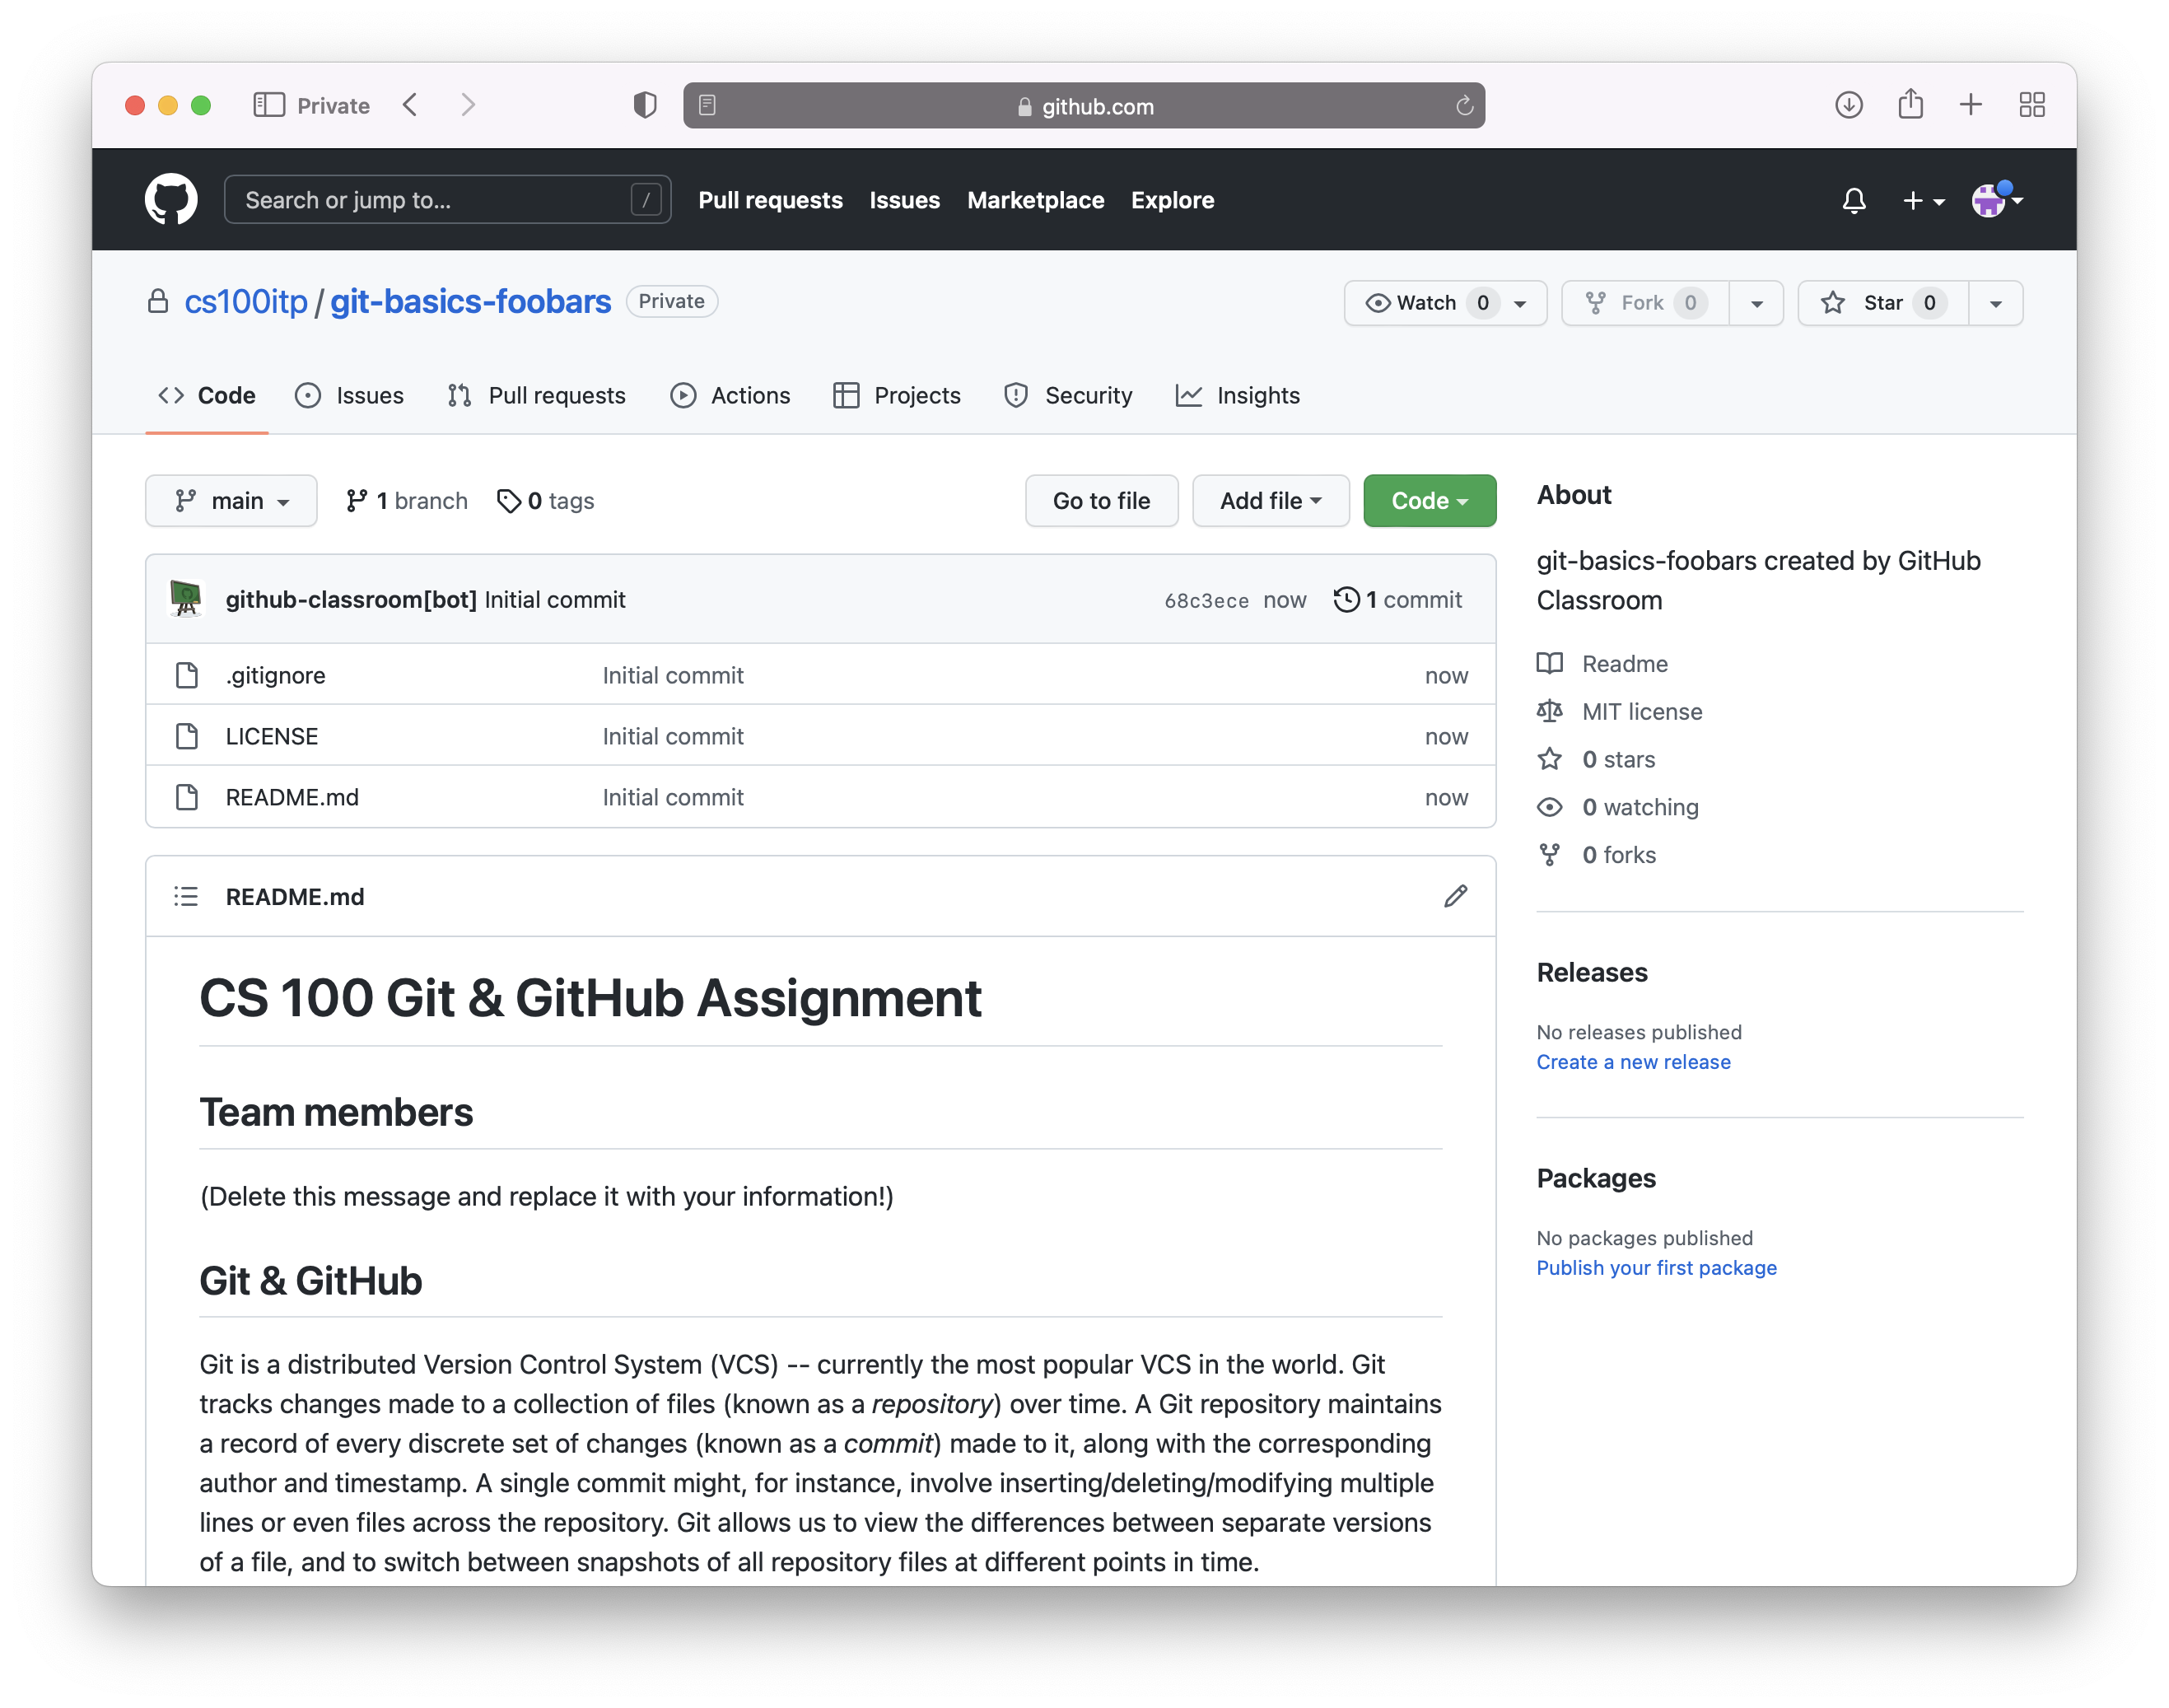 Private
github.com
Search or jump to... /
Pull requests Issues Marketplace Explore
cs100itp / git-basics-foobars Private
Watch 0 Fork 0 Star 0
Code Issues Pull requests Actions Projects Security Insights
main 1 branch 0 tags
Go to file Add file Code
github-classroom[bot] Initial commit 68c3ece now 1 commit
.gitignore Initial commit now
LICENSE Initial commit now
README.md Initial commit now
README.md
CS 100 Git & GitHub Assignment
Team members
(Delete this message and replace it with your information!)
Git & GitHub
Git is a distributed Version Control System (VCS) -- currently the most popular VCS in the world. Git
tracks changes made to a collection of files (known as a repository) over time. A Git repository maintains
a record of every discrete set of changes (known as a commit) made to it, along with the corresponding
author and timestamp. A single commit might, for instance, involve inserting/deleting/modifying multiple
lines or even files across the repository. Git allows us to view the differences between separate versions
of a file, and to switch between snapshots of all repository files at different points in time.
About
git-basics-foobars created by GitHub
Classroom
Readme
MIT license
0 stars
0 watching
0 forks
Releases
No releases published
Create a new release
Packages
No packages published
Publish your first package